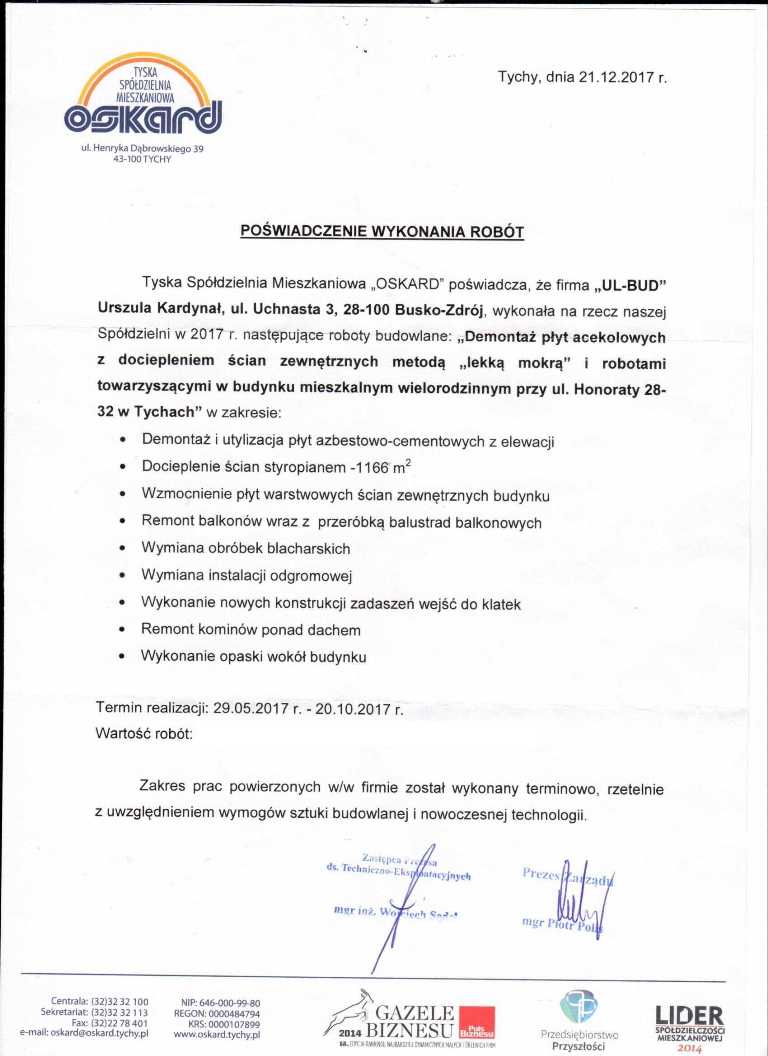 TYSKA
SPÓŁDZIELNIA
MIESZKANIOWA
OSKARD
ul. Henryka Dąbrowskiego 39
43-100 TYCHY
Tychy, dnia 21.12.2017 r.
POŚWIADCZENIE WYKONANIA ROBÓT
Tyska Spółdzielnia Mieszkaniowa „OSKARD” poświadcza, że firma „UL-BUD”
Urszula Kardynał, ul. Uchnasta 3, 28-100 Busko-Zdrój, wykonała na rzecz naszej
Spółdzielni w 2017 r. następujące roboty budowlane: „Demontaż płyt acekolowych
z dociepleniem ścian zewnętrznych metodą „lekką mokrą” i robotami
towarzyszącymi w budynku mieszkalnym wielorodzinnym przy ul. Honoraty 28-
32 w Tychach” w zakresie:
• Demontaż i utylizacja płyt azbestowo-cementowych z elewacji
• Docieplenie ścian styropianem -1166 m²
• Wzmocnienie płyt warstwowych ścian zewnętrznych budynku
• Remont balkonów wraz z przeróbką balustrad balkonowych
• Wymiana obróbek blacharskich
• Wymiana instalacji odgromowej
• Wykonanie nowych konstrukcji zadaszeń wejść do klatek
• Remont kominów ponad dachem
• Wykonanie opaski wokół budynku
Termin realizacji: 29.05.2017 r. - 20.10.2017 r.
Wartość robót:
Zakres prac powierzonych w/w firmie został wykonany terminowo, rzetelnie
z uwzględnieniem wymogów sztuki budowlanej i nowoczesnej technologii.
Zastępca Prezesa
ds. Techniczno-Eksploatacyjnych
mgr inż. Wojciech
Prezes Zarządu
mgr Piotr
Centrala: (32)32 32 100
Sekretariat: (32)32 32 113
Fax: (32)22 78 401
e-mail: oskard@oskard.tychy.pl
NIP: 646-000-99-80
REGON: 0000484794
KRS: 0000107899
www.oskard.tychy.pl
GAZELE
2014 BIZNESU
Puls Biznesu
Przedsiębiorstwo
Przyszłości
LIDER
SPÓŁDZIELCZOŚCI
MIESZKANIOWEJ
2014